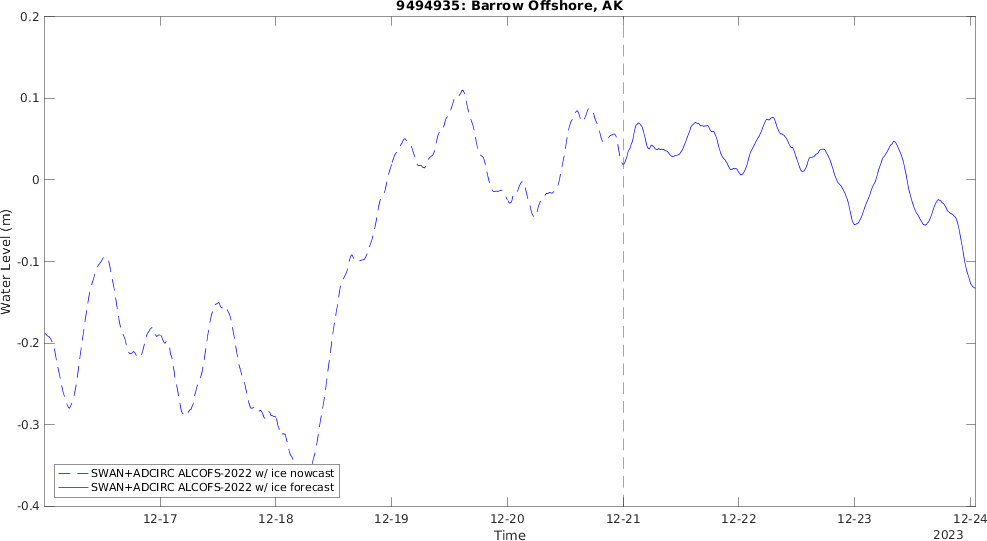 9494935: Barrow Offshore, AK
0.2
0.1
0
-0.1
-0.2
-0.3
-0.4
Water Level (m)
SWAN+ADCIRC ALCOFS-2022 w/ ice nowcast
SWAN+ADCIRC ALCOFS-2022 w/ ice forecast
12-17 12-18 12-19 12-20 12-21 12-22 12-23 12-24
2023
Time